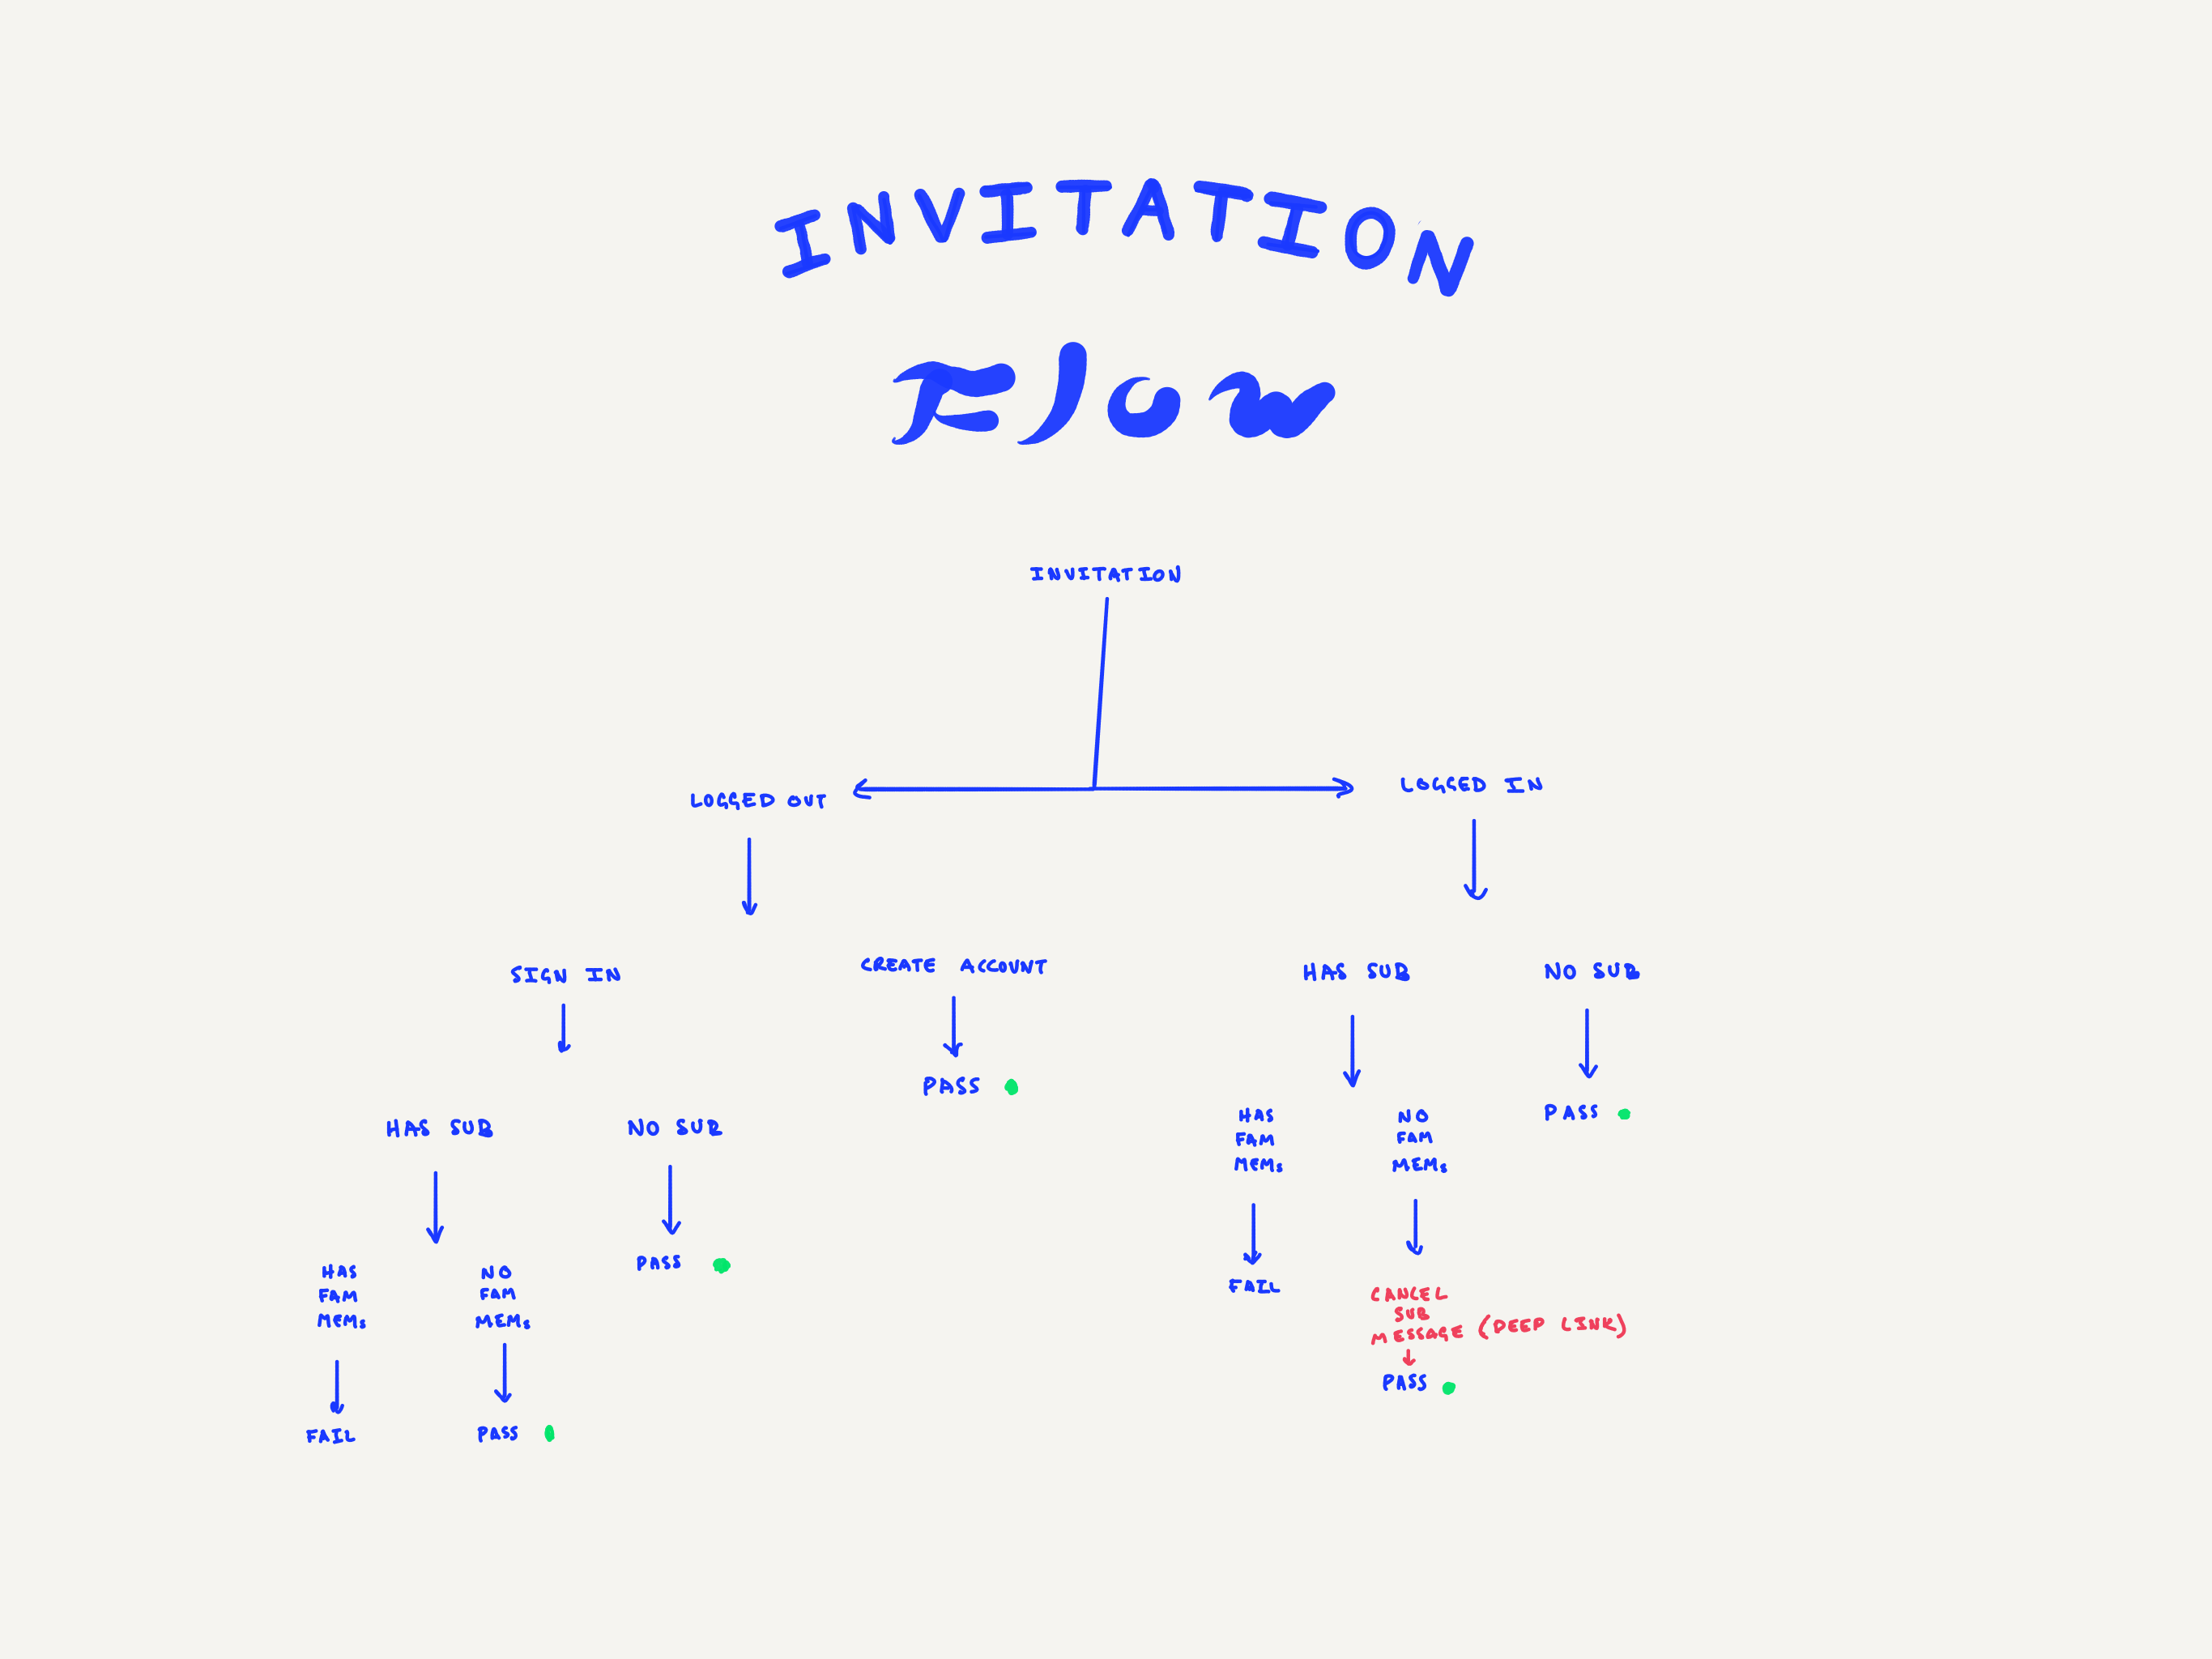 INVITATION
Flow
INVITATION
LOGGED OUT
LOGGED IN
SIGN IN
CREATE ACCOUNT
HAS SUB
NO SUB
PASS
HAS
FAM
MEMs
NO
FAM
MEMs
PASS
HAS SUB
NO SUB
PASS
FAIL
CANCEL
SUB
MESSAGE (DEEP LINK)
PASS
HAS
FAM
MEMs
NO
FAM
MEMs
FAIL
PASS